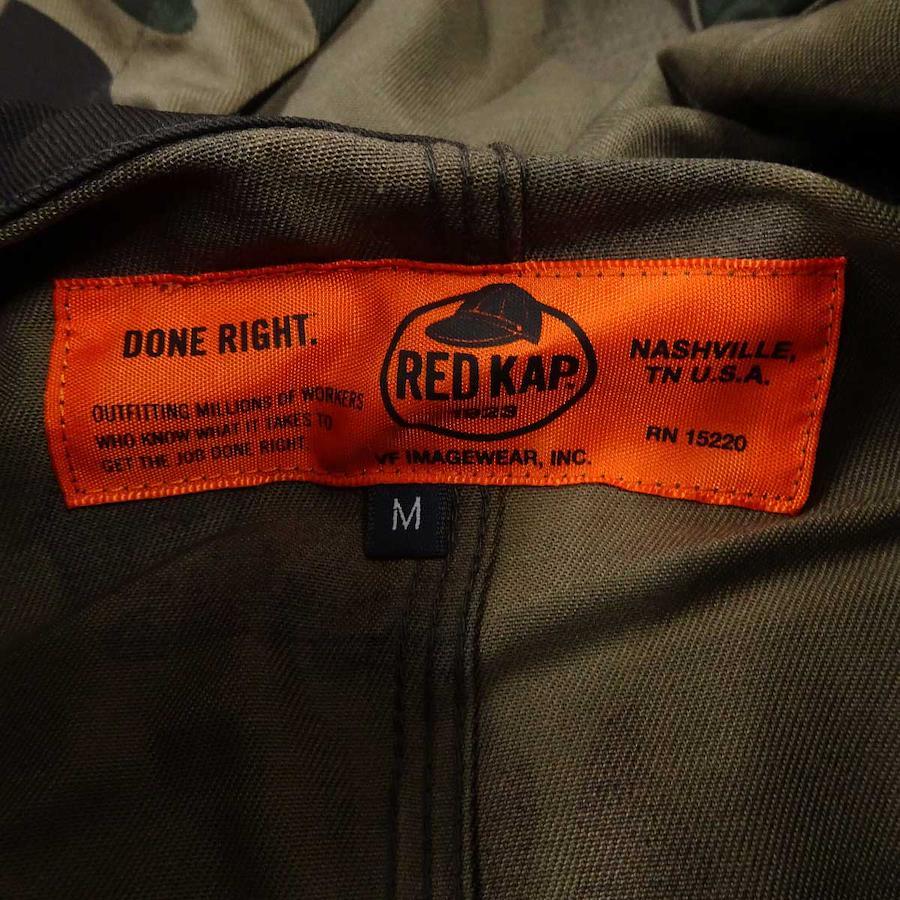 DONE RIGHT.
OUTFITTING MILLIONS OF WORKERS
WHO KNOW WHAT IT TAKES TO
GET THE JOB DONE RIGHT.
RED KAP.
1923
VF IMAGEWEAR, INC.
NASHVILLE,
TN U.S.A.
RN 15220
M